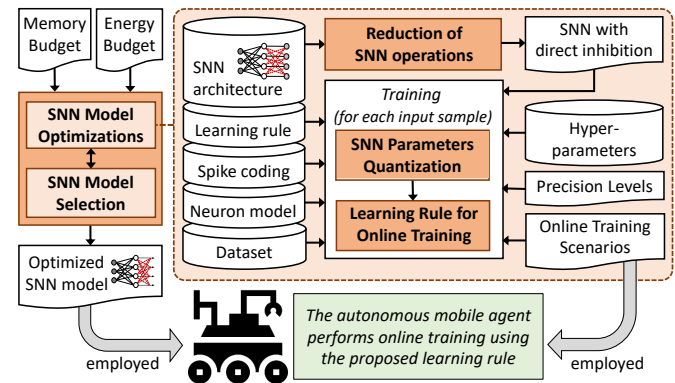 Memory
Budget
Energy
Budget
SNN Model
Optimizations
SNN Model
Selection
Optimized
SNN model
employed
SNN
architecture
Learning rule
Spike coding
Neuron model
Dataset
Reduction of
SNN operations
SNN with
direct inhibition
Training
(for each input sample)
SNN Parameters
Quantization
Learning Rule for
Online Training
Hyper-
parameters
Precision Levels
Online Training
Scenarios
The autonomous mobile agent
performs online training using
the proposed learning rule
employed